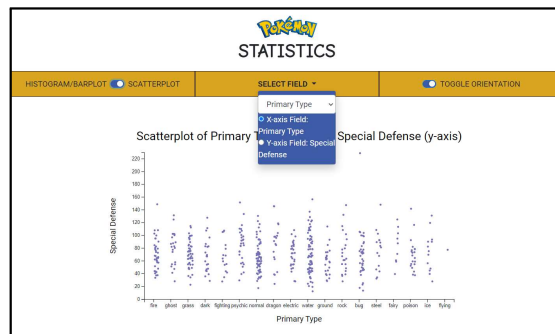 Pokémon
STATISTICS
HISTOGRAM/BARPLOT SCATTERPLOT
SELECT FIELD
TOGGLE ORIENTATION
Primary Type
X-axis Field:
Primary Type
Y-axis Field: Special
Defense
Scatterplot of Primary T Special Defense (y-axis)
Special Defense
220
200
180
160
140
120
100
80
60
40
20
0
fire ghost grass dark fighting psychic normal dragon electric water ground rock bug steel fairy poison ice flying
Primary Type